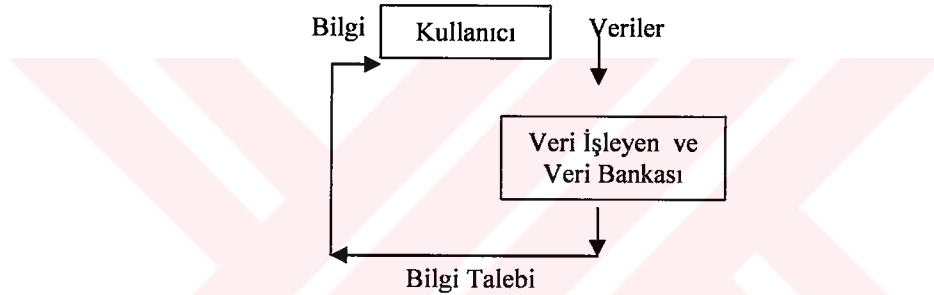 Bilgi
Kullanıcı
Veriler
Veri İşleyen ve
Veri Bankası
Bilgi Talebi